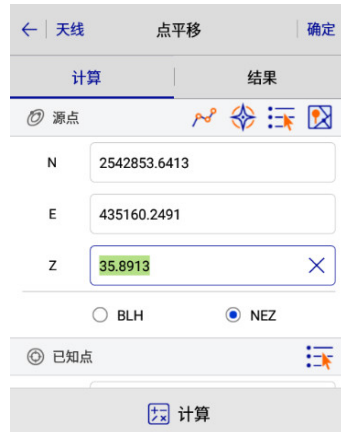 天线 点平移 确定
计算 结果
源点
N 2542853.6413
E 435160.2491
Z 35.8913
BLH NEZ
已知点
计算